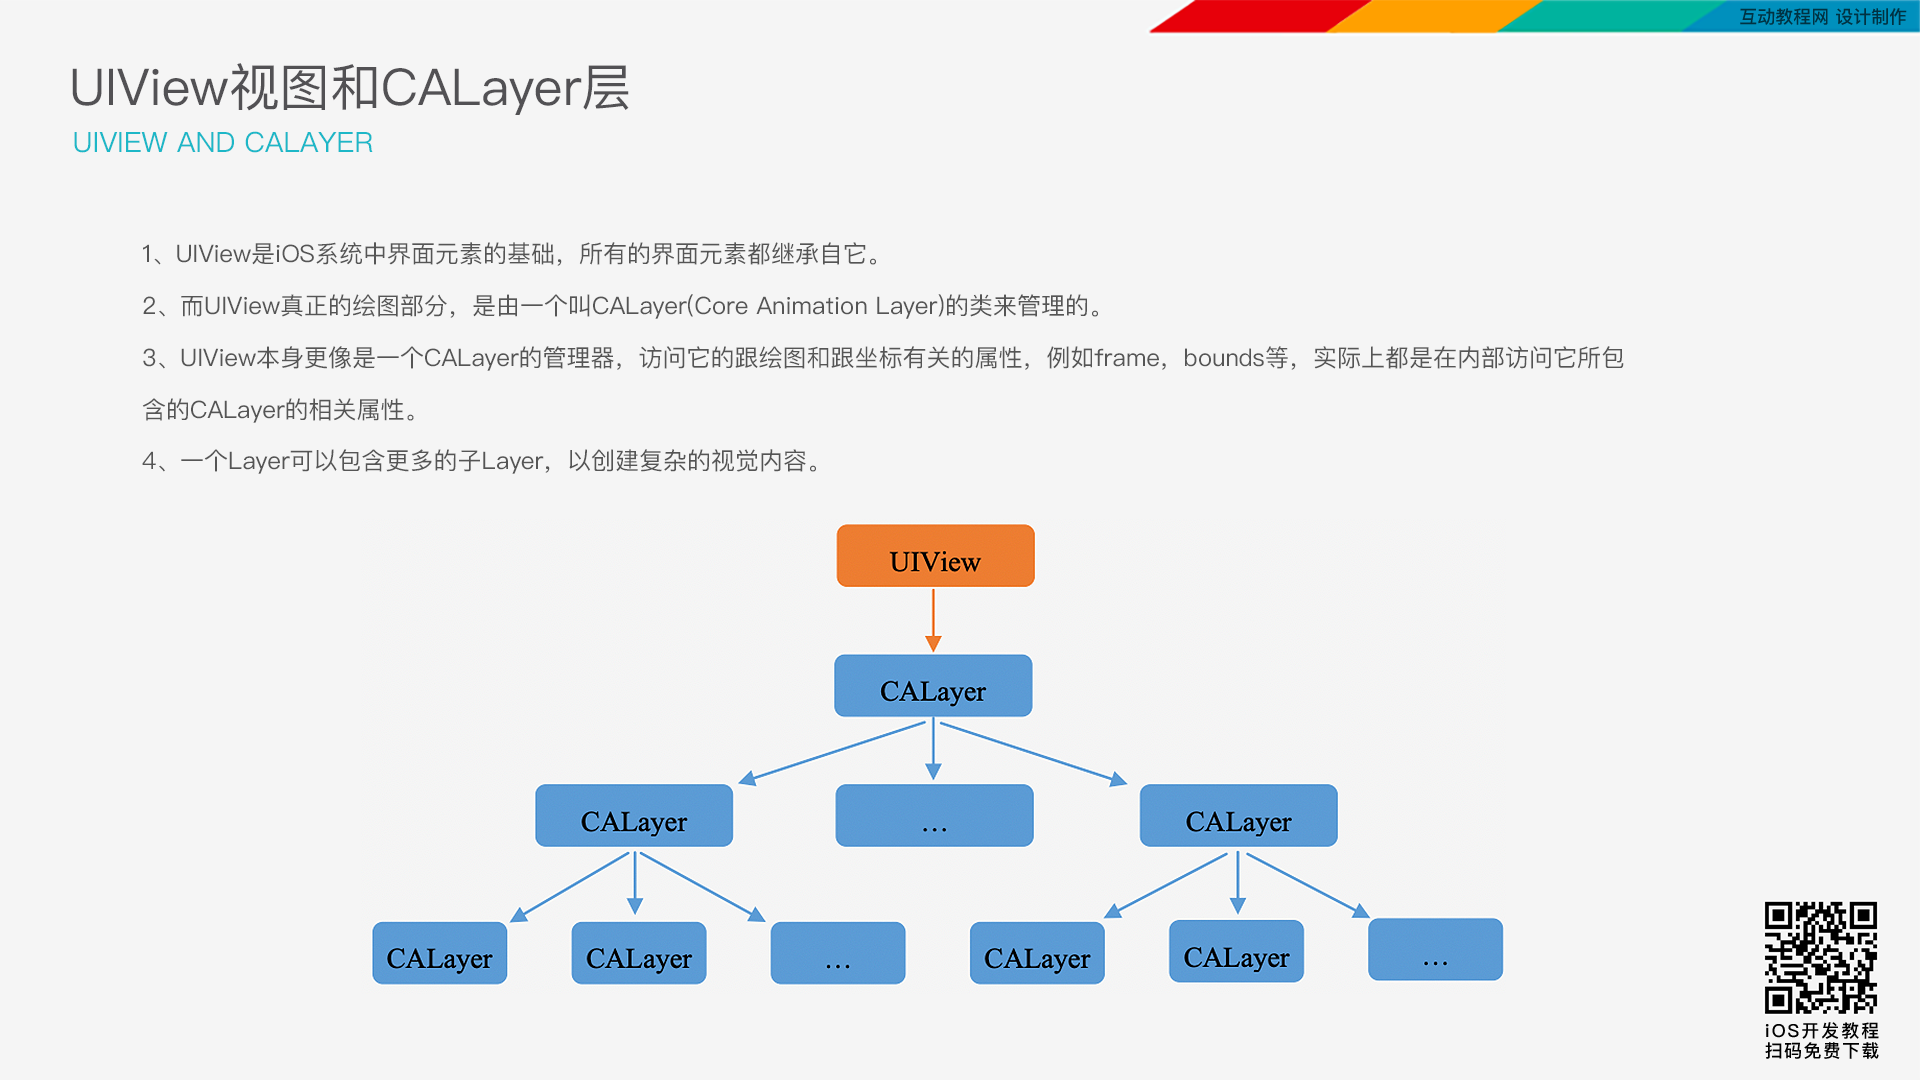 互动教程网 设计制作
UIView视图和CALayer层
UIVIEW AND CALAYER
1、UIView是iOS系统中界面元素的基础，所有的界面元素都继承自它。
2、而UIView真正的绘图部分，是由一个叫CALayer(Core Animation Layer)的类来管理的。
3、UIView本身更像是一个CALayer的管理器，访问它的跟绘图和跟坐标有关的属性，例如frame，bounds等，实际上都是在内部访问它所包
含的CALayer的相关属性。
4、一个Layer可以包含更多的子Layer，以创建复杂的视觉内容。
UIView
CALayer
CALayer
…
CALayer
CALayer
CALayer
…
CALayer
CALayer
…
iOS开发教程
扫码免费下载